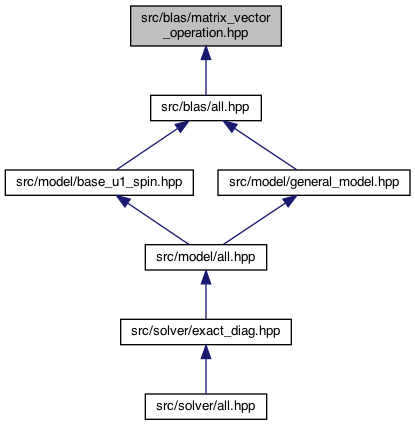 src/blas/matrix_vector
_operation.hpp
src/blas/all.hpp
src/model/base_u1_spin.hpp
src/model/general_model.hpp
src/model/all.hpp
src/solver/exact_diag.hpp
src/solver/all.hpp